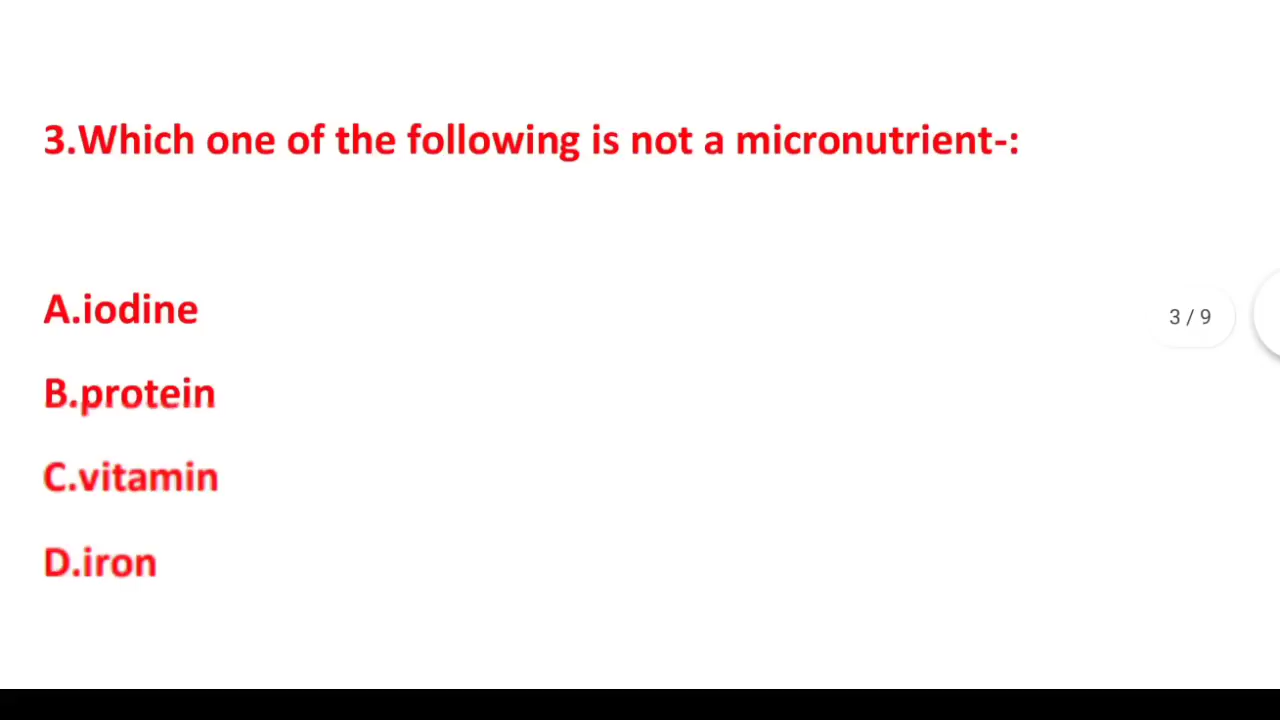 3.Which one of the following is not a micronutrient-:
A.iodine
3 / 9
B.protein
C.vitamin
D.iron